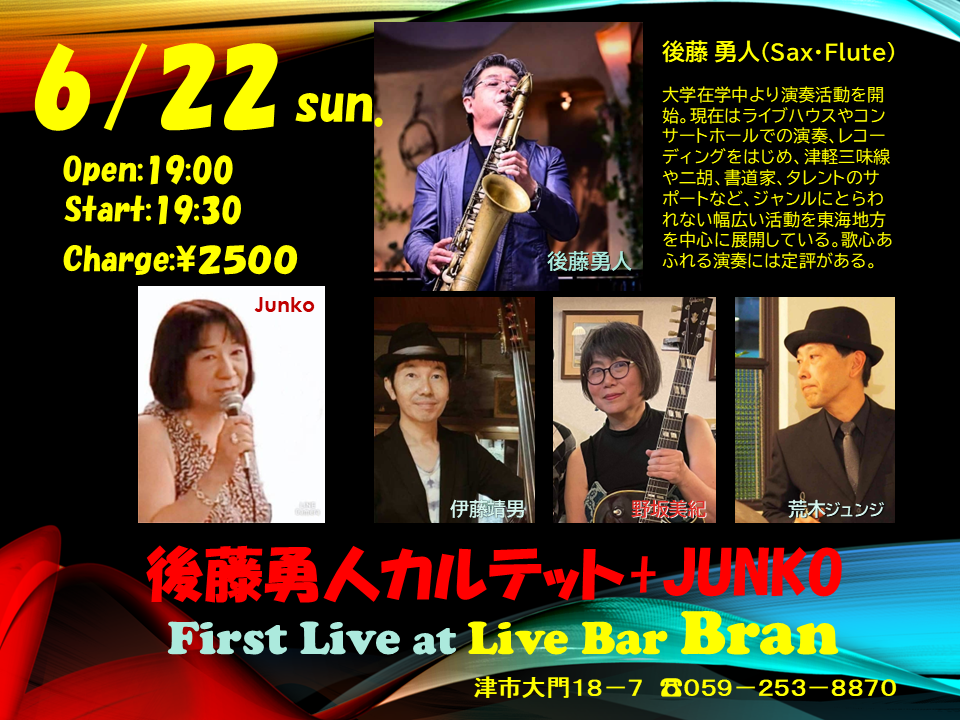 6/22 sun.
Open:19:00
Start:19:30
Charge:¥2500
後藤 勇人(Sax・Flute)
大学在学中より演奏活動を開
始。現在はライブハウスやコン
サートホールでの演奏、レコー
ディングをはじめ、津軽三味線
や二胡、書道家、タレントのサ
ポートなど、ジャンルにとらわ
れない幅広い活動を東海地方
を中心に展開している。歌心あ
ふれる演奏には定評がある。
後藤勇人
Junko
伊藤靖男
野坂美紀
荒木ジュンジ
後藤勇人カルテット+JUNKO
First Live at Live Bar Bran
津市大門18－7 ☎059－253－8870